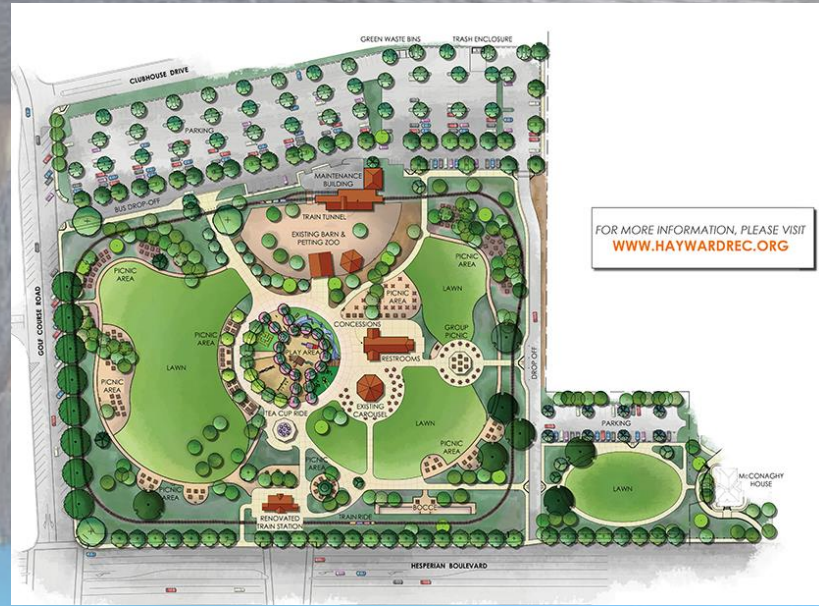 GREEN WASTE BINS
TRASH ENCLOSURE
CLUBHOUSE DRIVE
PARKING
MAINTENANCE
BUILDING
BUS DROP-OFF
TRAIN TUNNEL
EXISTING BARN &
PETTING ZOO
FOR MORE INFORMATION, PLEASE VISIT
WWW.HAYWARDREC.ORG
PICNIC
AREA
PICNIC
AREA
LAWN
PICNIC
AREA
GOLF COURSE ROAD
CONCESSIONS
GROUP
PICNIC
PICNIC
AREA
PLAY AREA
RESTROOMS
DROP OFF
LAWN
PICNIC
AREA
EXISTING
CAROUSEL
TEA CUP RIDE
LAWN
PARKING
PICNIC
AREA
PICNIC
AREA
McCONAGHY
HOUSE
LAWN
PICNIC
AREA
BOCCE
TRAIN RIDE
RENOVATED
TRAIN STATION
HESPERIAN BOULEVARD